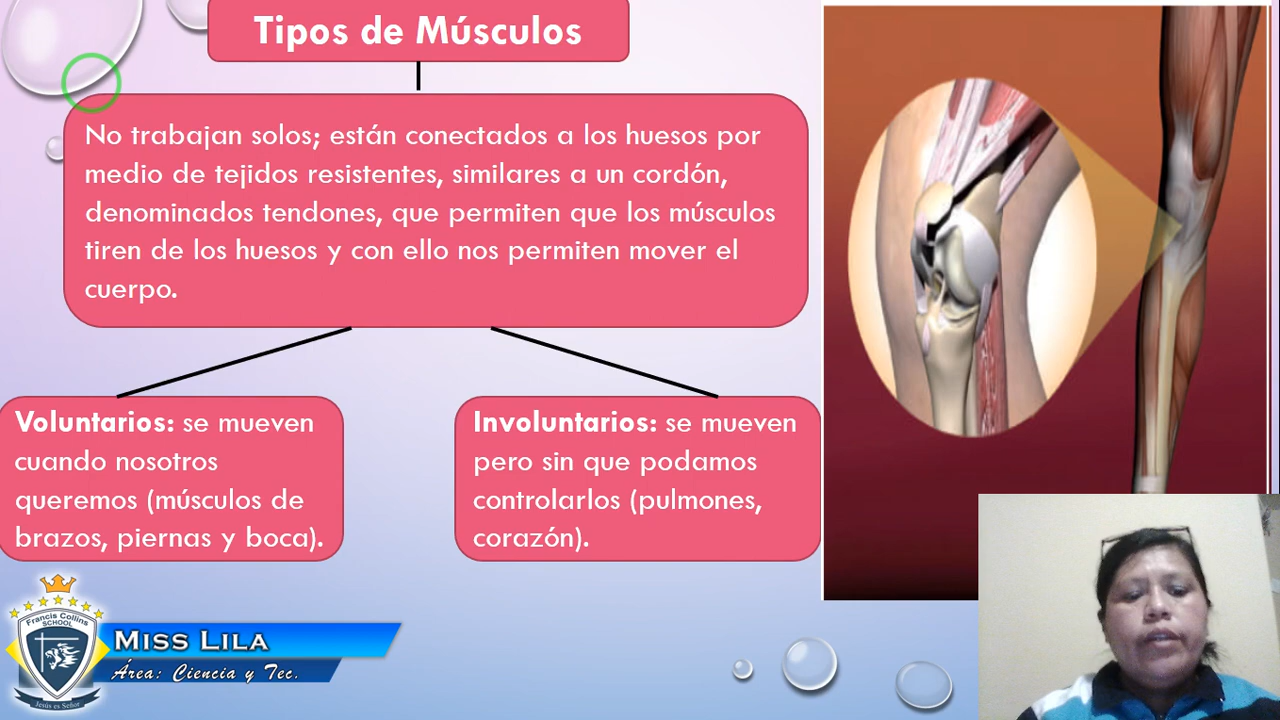 Tipos de Músculos
No trabajan solos; están conectados a los huesos por
medio de tejidos resistentes, similares a un cordón,
denominados tendones, que permiten que los músculos
tiren de los huesos y con ello nos permiten mover el
cuerpo.
Voluntarios: se mueven
cuando nosotros
queremos (músculos de
brazos, piernas y boca).
Involuntarios: se mueven
pero sin que podamos
controlarlos (pulmones,
corazón).
Francis Collins
SCHOOL
Jesús es Señor
Miss Lila
Área: Ciencia y Tec.